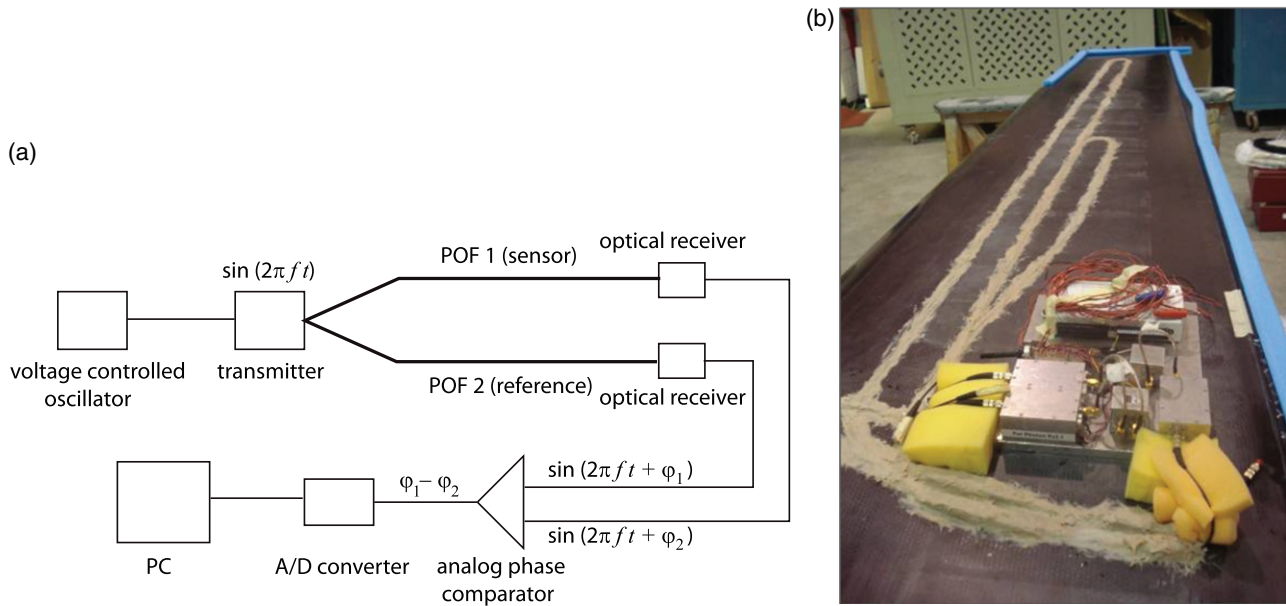 (a)
sin (2π f t)
POF 1 (sensor)
optical receiver
voltage controlled
oscillator
transmitter
POF 2 (reference)
optical receiver
sin (2π f t + φ₁)
φ₁− φ₂
sin (2π f t + φ₂)
PC
A/D converter
analog phase
comparator
(b)